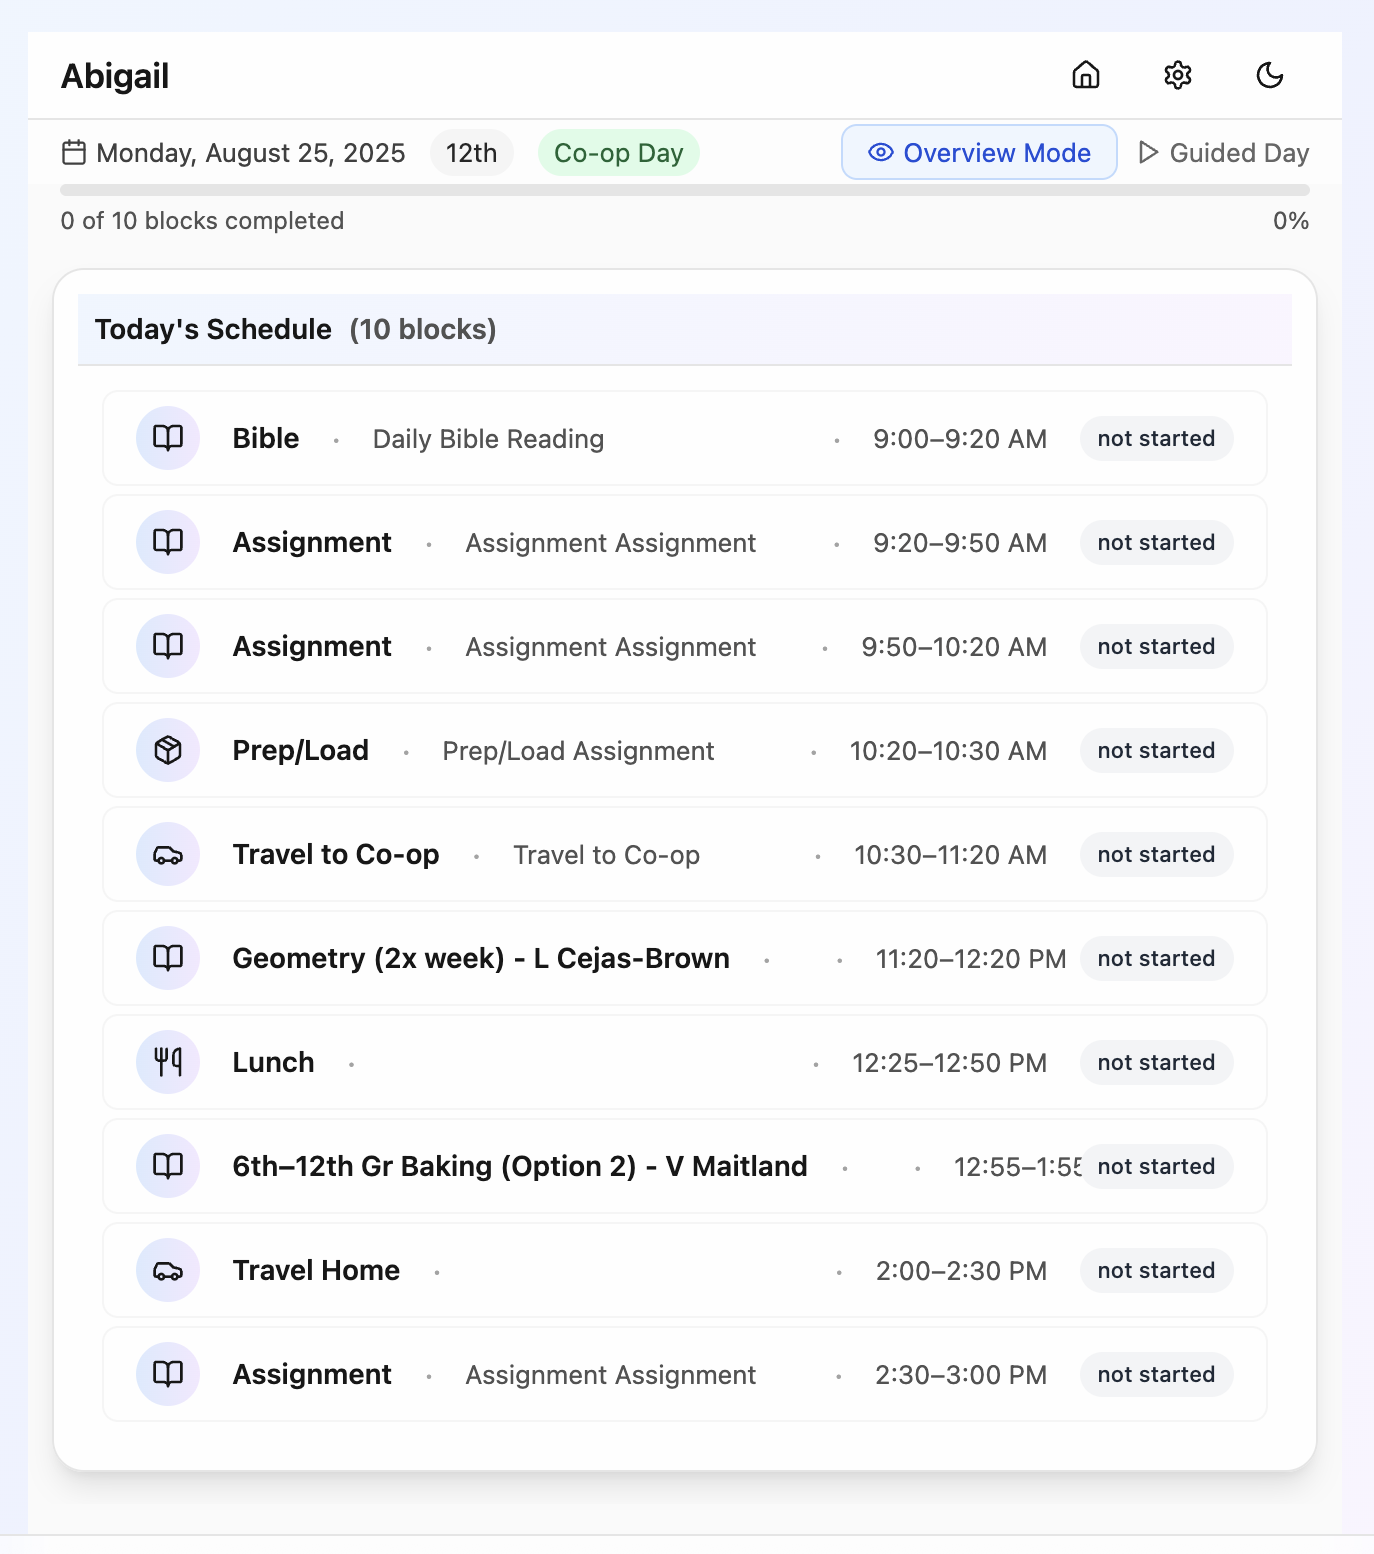 Abigail
Monday, August 25, 2025 12th Co-op Day Overview Mode Guided Day
0 of 10 blocks completed 0%
Today's Schedule (10 blocks)
Bible · Daily Bible Reading · 9:00–9:20 AM not started
Assignment · Assignment Assignment · 9:20–9:50 AM not started
Assignment · Assignment Assignment · 9:50–10:20 AM not started
Prep/Load · Prep/Load Assignment · 10:20–10:30 AM not started
Travel to Co-op · Travel to Co-op · 10:30–11:20 AM not started
Geometry (2x week) - L Cejas-Brown · · 11:20–12:20 PM not started
Lunch · · 12:25–12:50 PM not started
6th–12th Gr Baking (Option 2) - V Maitland · · 12:55–1:55 not started
Travel Home · · 2:00–2:30 PM not started
Assignment · Assignment Assignment · 2:30–3:00 PM not started